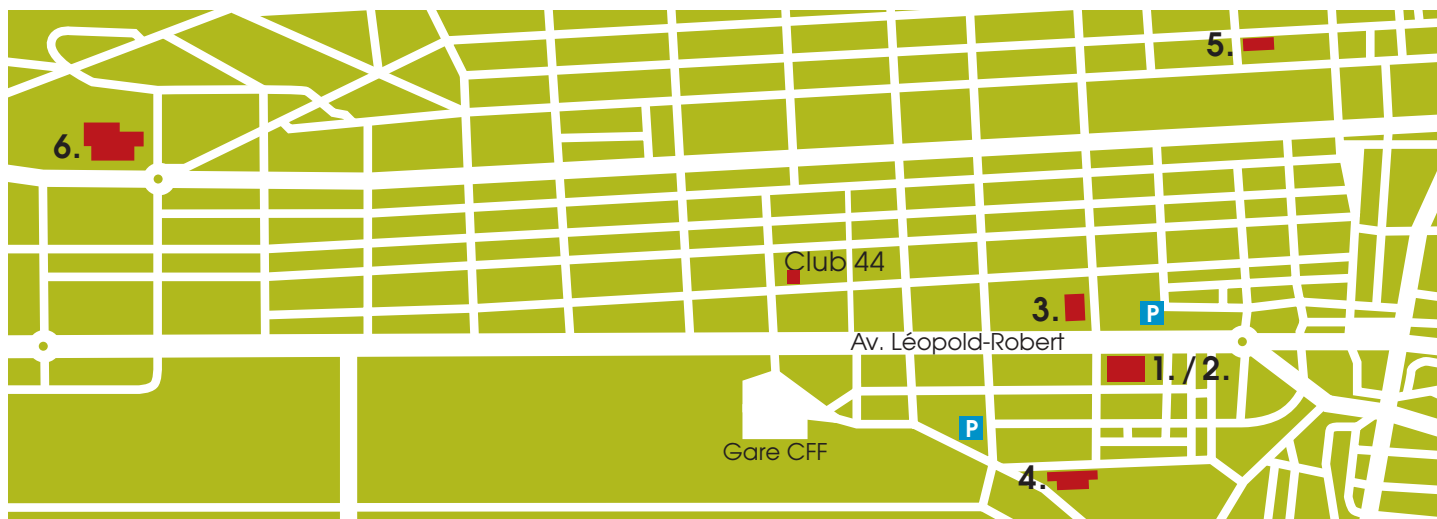 5.
6.
Club 44
3.
P
Av. Léopold-Robert
1. / 2.
P
Gare CFF
4.